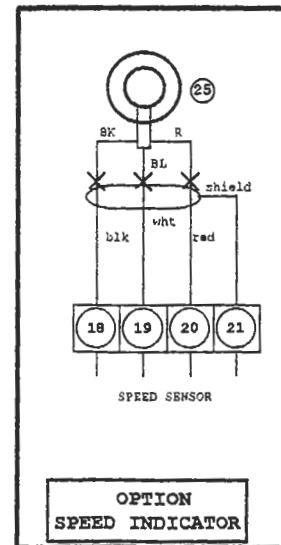 25
BK R
BL
shield
wht
blk red
18 19 20 21
SPEED SENSOR
OPTION
SPEED INDICATOR